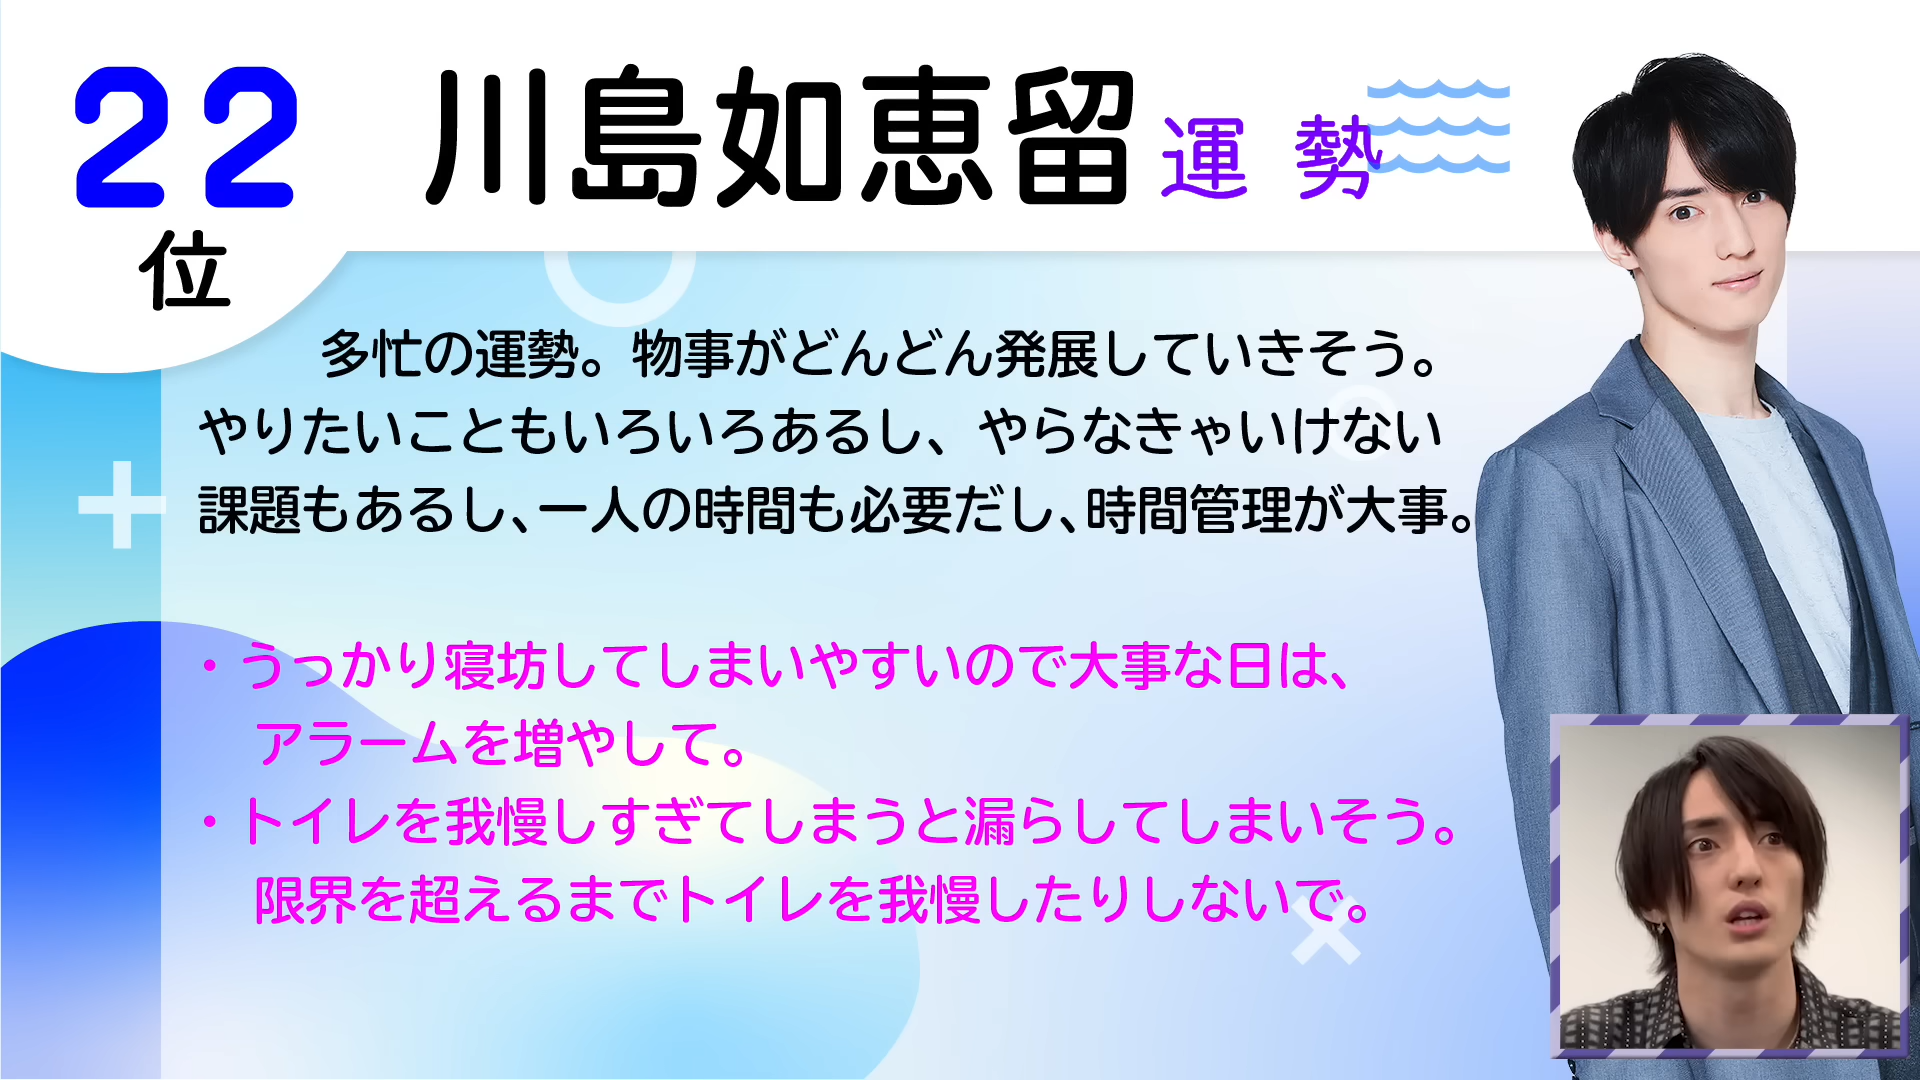 22
位
川島如恵留 運勢
多忙の運勢。物事がどんどん発展していきそう。
やりたいこともいろいろあるし、やらなきゃいけない
課題もあるし、一人の時間も必要だし、時間管理が大事。
・うっかり寝坊してしまいやすいので大事な日は、
アラームを増やして。
・トイレを我慢しすぎてしまうと漏らしてしまいそう。
限界を超えるまでトイレを我慢したりしないで。